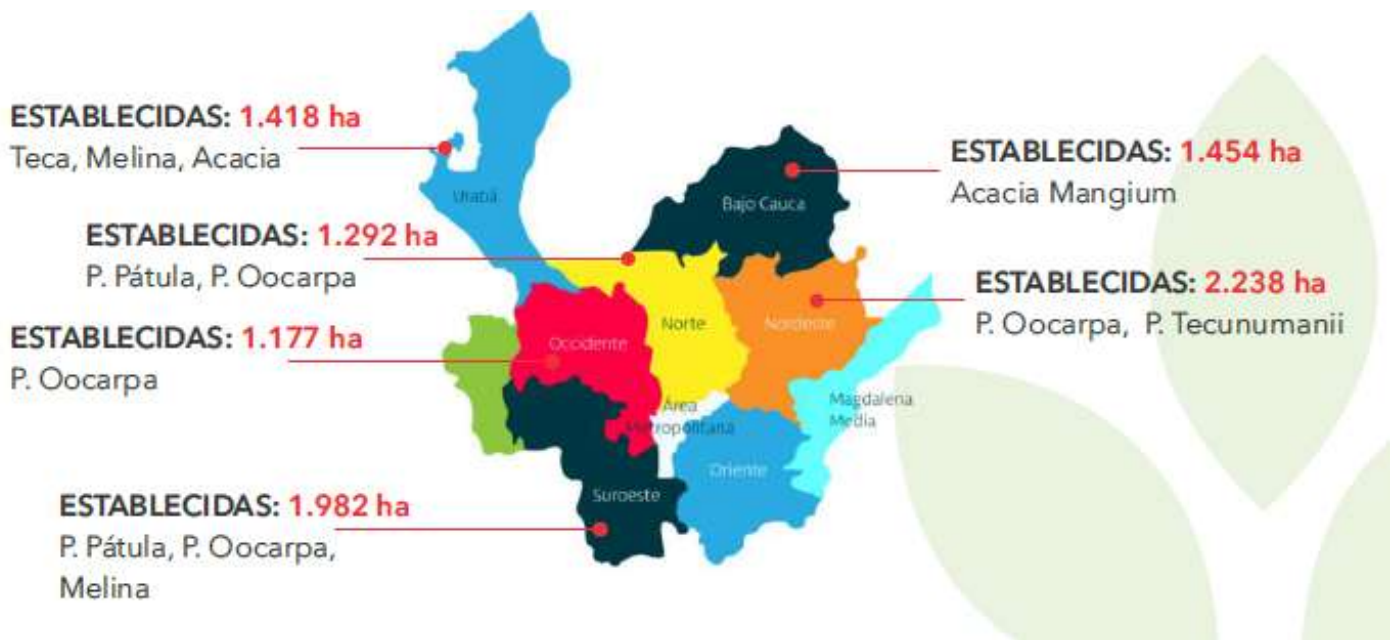 ESTABLECIDAS: 1.418 ha
Teca, Melina, Acacia
ESTABLECIDAS: 1.292 ha
P. Pátula, P. Oocarpa
ESTABLECIDAS: 1.177 ha
P. Oocarpa
ESTABLECIDAS: 1.982 ha
P. Pátula, P. Oocarpa,
Melina
ESTABLECIDAS: 1.454 ha
Acacia Mangium
ESTABLECIDAS: 2.238 ha
P. Oocarpa, P. Tecunumanii
Urabá
Bajo Cauca
Norte
Nordeste
Occidente
Área
Metropolitana
Magdalena
Media
Oriente
Suroeste